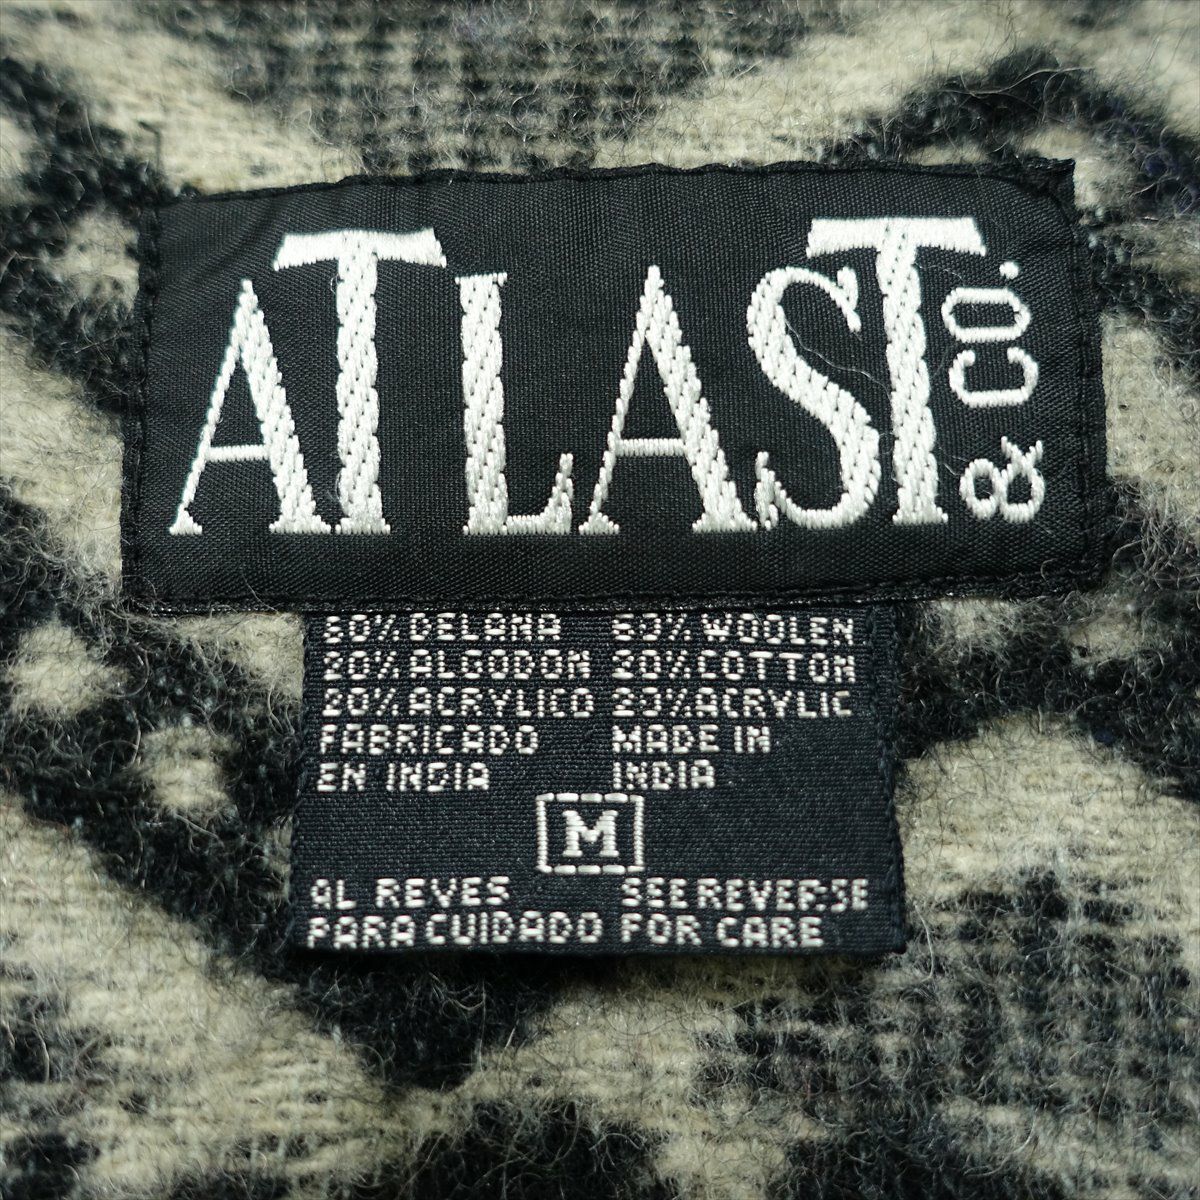 ATLAST
& CO.
60% DELANA 60% WOOLEN
20% ALGODON 20% COTTON
20% ACRYLICO 20% ACRYLIC
FABRICADO MADE IN
EN INDIA INDIA
M
AL REVES SEE REVERSE
PARA CUIDADO FOR CARE